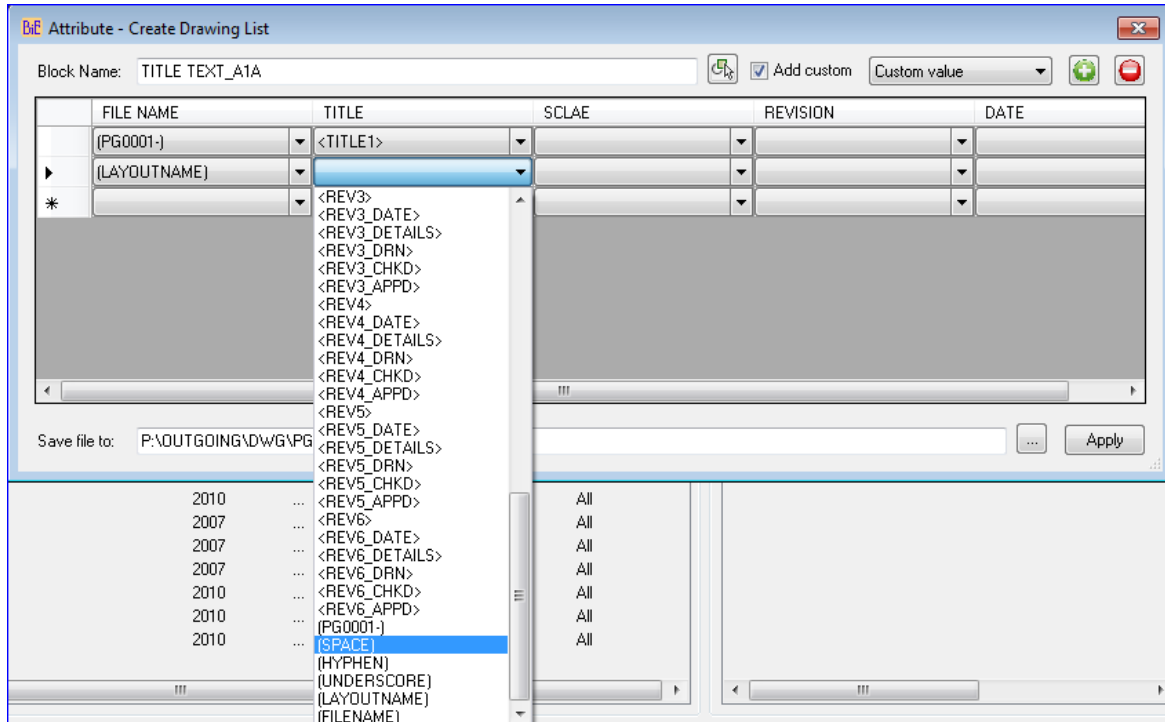 BiE Attribute - Create Drawing List
Block Name: TITLE TEXT_A1A Add custom Custom value
FILE NAME TITLE SCLAE REVISION DATE
(PG0001-) <TITLE1>
(LAYOUTNAME)
<REV3>
<REV3_DATE>
<REV3_DETAILS>
<REV3_DRN>
<REV3_CHKD>
<REV3_APPD>
<REV4>
<REV4_DATE>
<REV4_DETAILS>
<REV4_DRN>
<REV4_CHKD>
<REV4_APPD>
<REV5>
<REV5_DATE>
<REV5_DETAILS>
<REV5_DRN>
<REV5_CHKD>
<REV5_APPD>
<REV6>
<REV6_DATE>
<REV6_DETAILS>
<REV6_DRN>
<REV6_CHKD>
<REV6_APPD>
(PG0001-)
(SPACE)
(HYPHEN)
(UNDERSCORE)
(LAYOUTNAME)
(FILENAME)
Save file to: P:\OUTGOING\DWG\PG ... Apply
2010 ... All
2007 ... All
2007 ... All
2007 ... All
2010 ... All
2010 ... All
2010 ... All